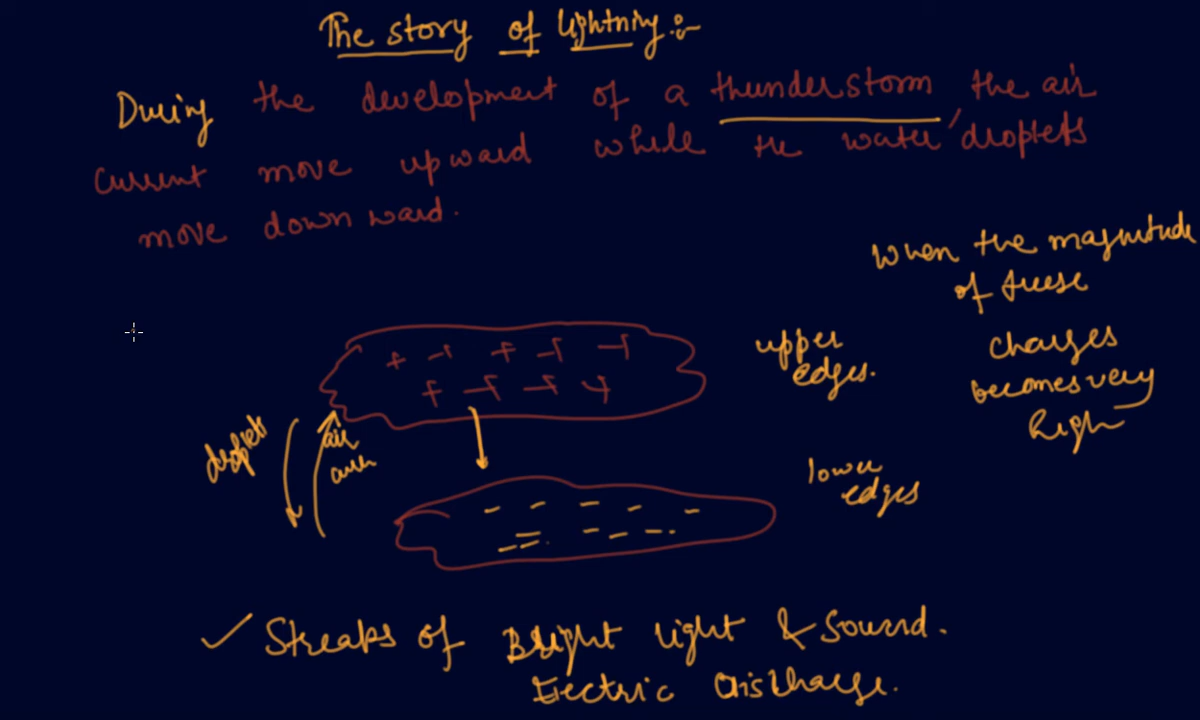 The story of lightning :-
During the development of a thunderstorm, the air
current move upward while the water droplets
move downward.
When the magnitude
of these
charges
becomes very
high
+ + + + +
+ + + +
upper
edges.
droplets
air
lower
edges
- - - - -
✓ Streaks of Bright light & Sound.
Electric Discharge.